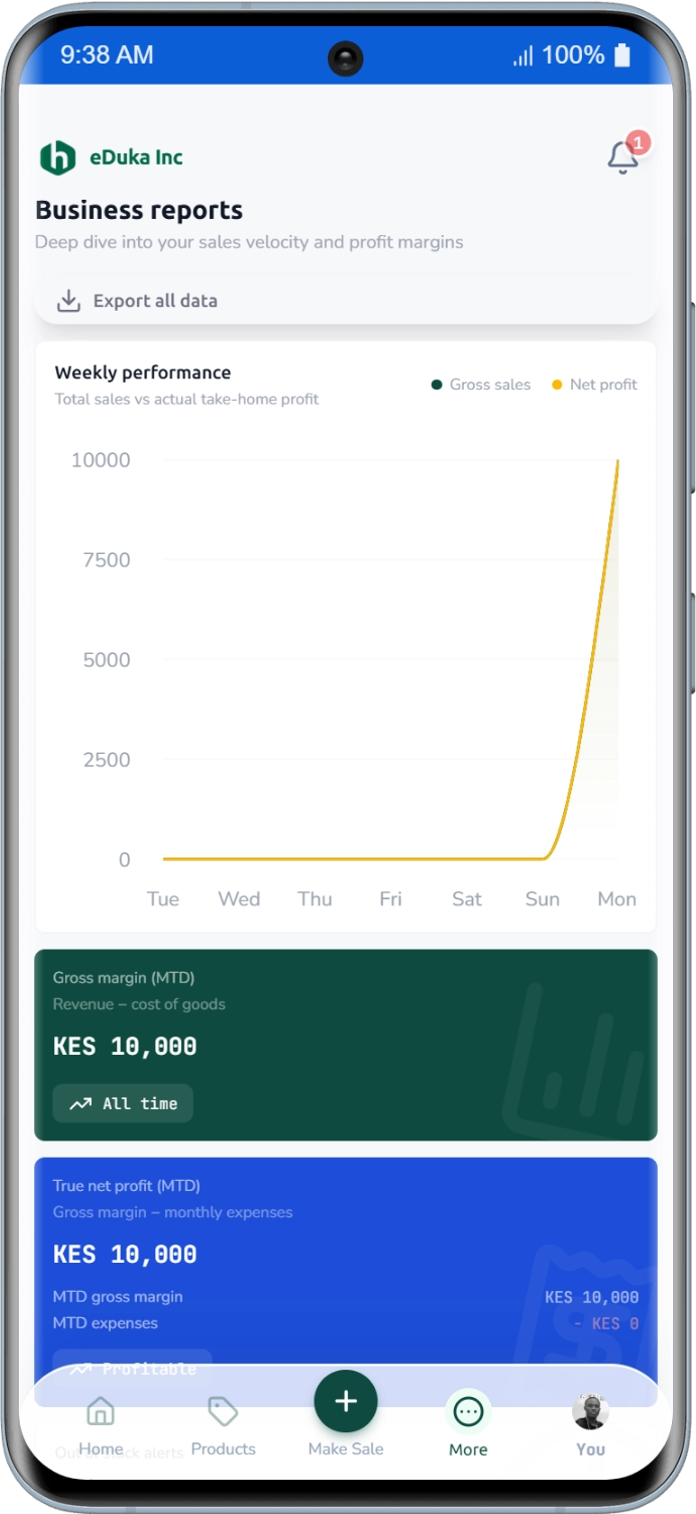 9:38 AM 100%
eDuka Inc
1
Business reports
Deep dive into your sales velocity and profit margins
Export all data
Weekly performance
Total sales vs actual take-home profit
Gross sales Net profit
10000
7500
5000
2500
0
Tue Wed Thu Fri Sat Sun Mon
Gross margin (MTD)
Revenue – cost of goods
KES 10,000
All time
True net profit (MTD)
Gross margin – monthly expenses
KES 10,000
MTD gross margin KES 10,000
MTD expenses - KES 0
Profitable
Home Products Make Sale More You